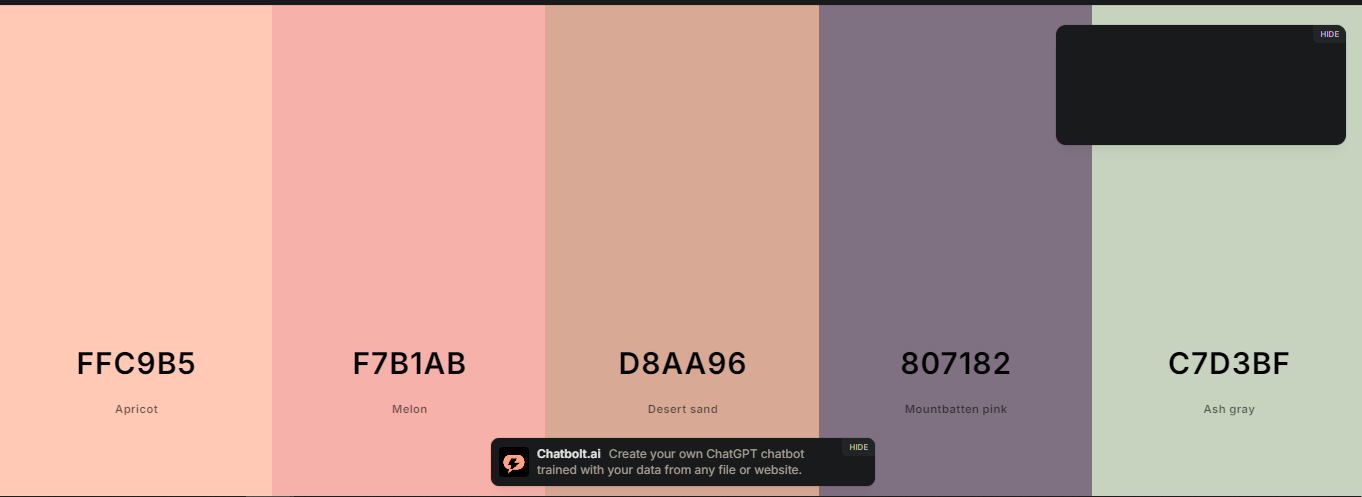 HIDE
FFC9B5
F7B1AB
D8AA96
807182
C7D3BF
Apricot
Melon
Desert sand
Mountbatten pink
Ash gray
Chatbolt.ai Create your own ChatGPT chatbot
trained with your data from any file or website.
HIDE